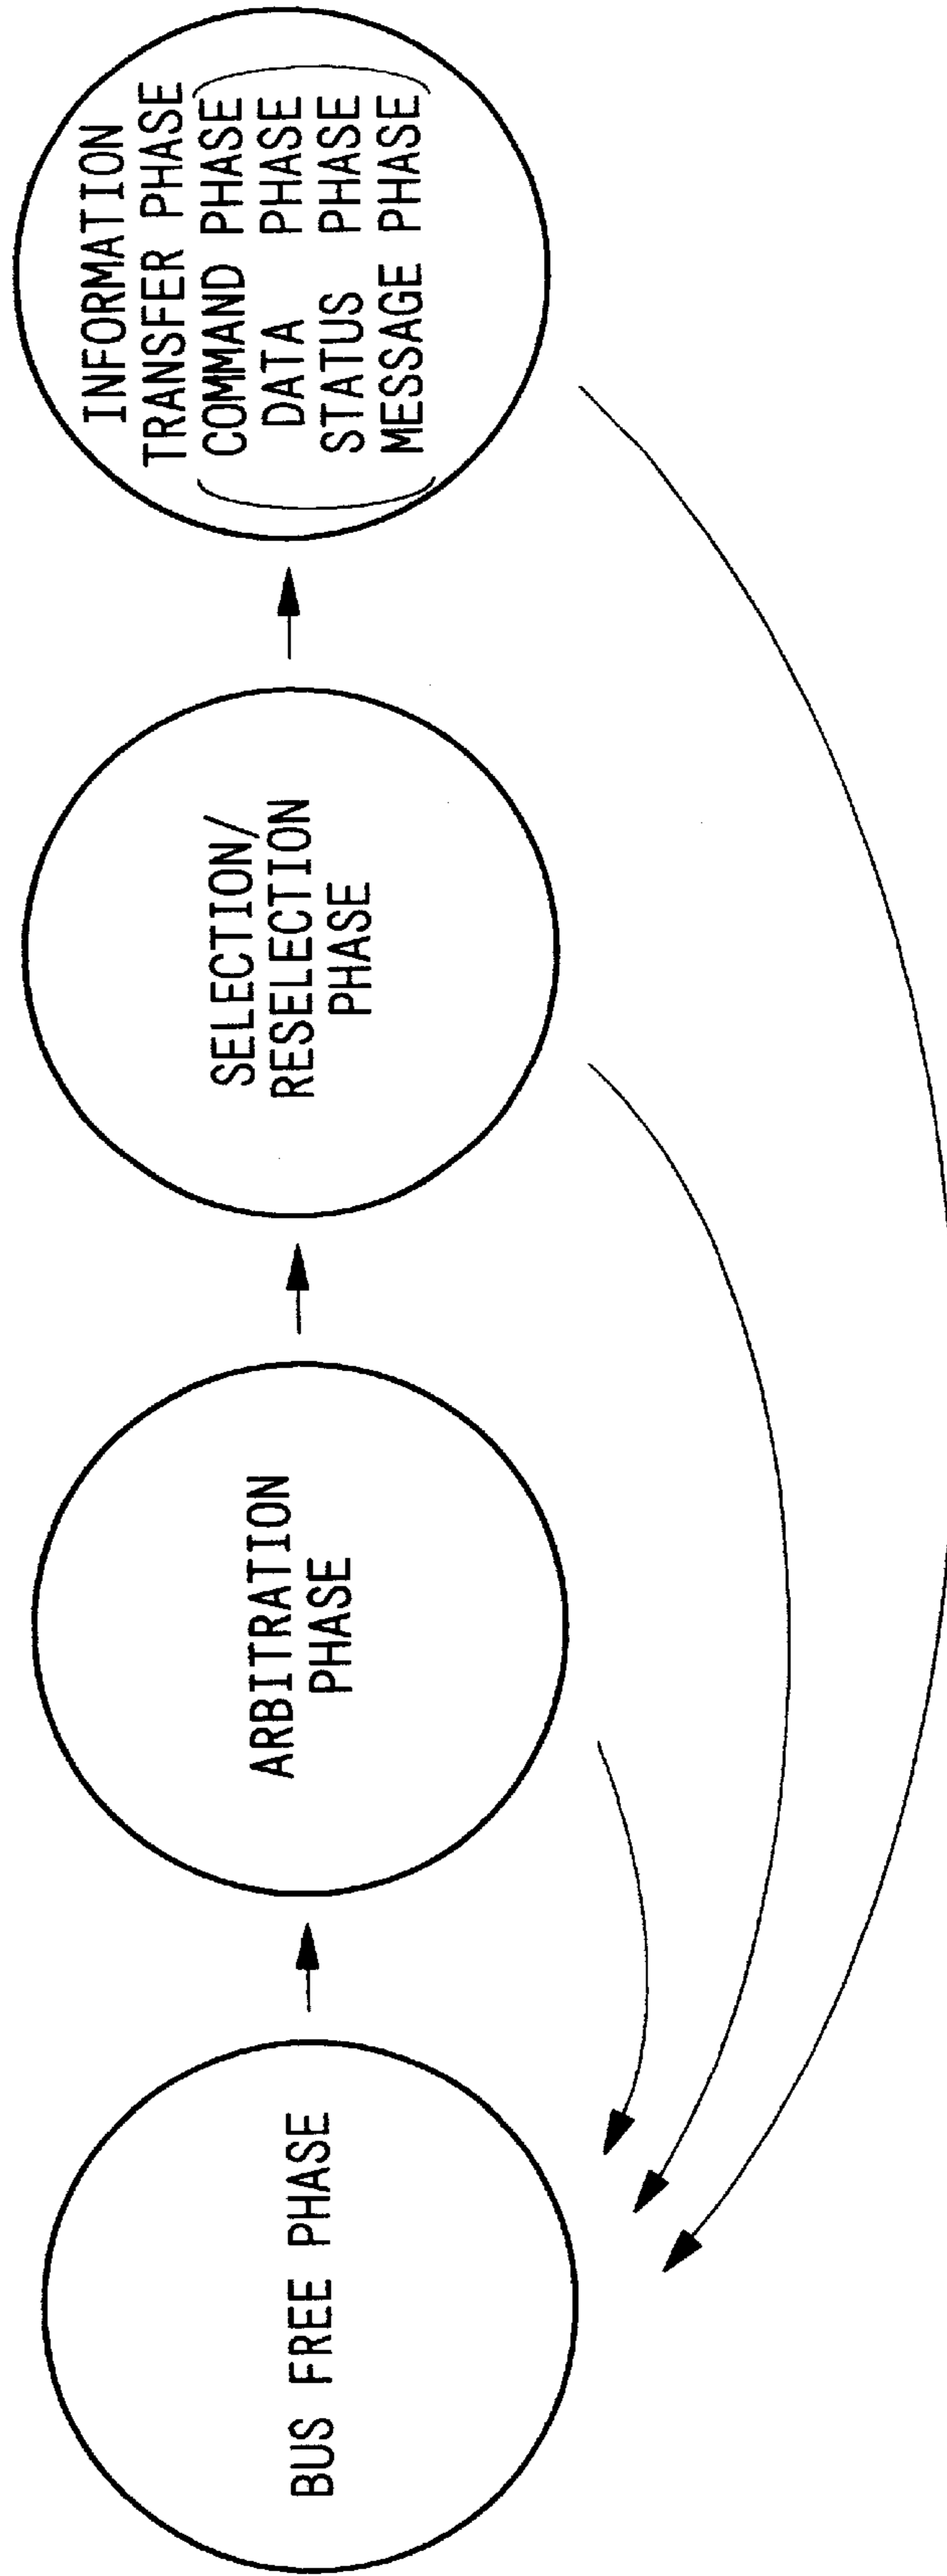 BUS FREE PHASE
ARBITRATION
PHASE
SELECTION/
RESELECTION
PHASE
INFORMATION
TRANSFER PHASE
COMMAND PHASE
DATA PHASE
STATUS PHASE
MESSAGE PHASE